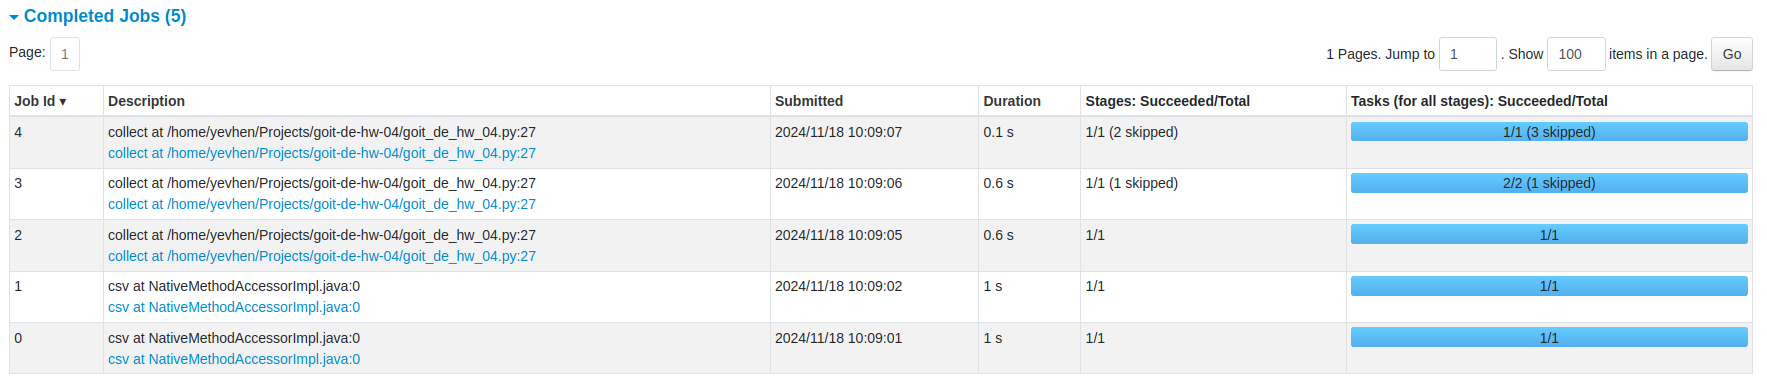 Completed Jobs (5)
Page: 1
1 Pages. Jump to 1 . Show 100 items in a page. Go
Job Id ▾ Description Submitted Duration Stages: Succeeded/Total Tasks (for all stages): Succeeded/Total
4 collect at /home/yevhen/Projects/goit-de-hw-04/goit_de_hw_04.py:27 2024/11/18 10:09:07 0.1 s 1/1 (2 skipped) 1/1 (3 skipped)
collect at /home/yevhen/Projects/goit-de-hw-04/goit_de_hw_04.py:27
3 collect at /home/yevhen/Projects/goit-de-hw-04/goit_de_hw_04.py:27 2024/11/18 10:09:06 0.6 s 1/1 (1 skipped) 2/2 (1 skipped)
collect at /home/yevhen/Projects/goit-de-hw-04/goit_de_hw_04.py:27
2 collect at /home/yevhen/Projects/goit-de-hw-04/goit_de_hw_04.py:27 2024/11/18 10:09:05 0.6 s 1/1 1/1
collect at /home/yevhen/Projects/goit-de-hw-04/goit_de_hw_04.py:27
1 csv at NativeMethodAccessorImpl.java:0 2024/11/18 10:09:02 1 s 1/1 1/1
csv at NativeMethodAccessorImpl.java:0
0 csv at NativeMethodAccessorImpl.java:0 2024/11/18 10:09:01 1 s 1/1 1/1
csv at NativeMethodAccessorImpl.java:0